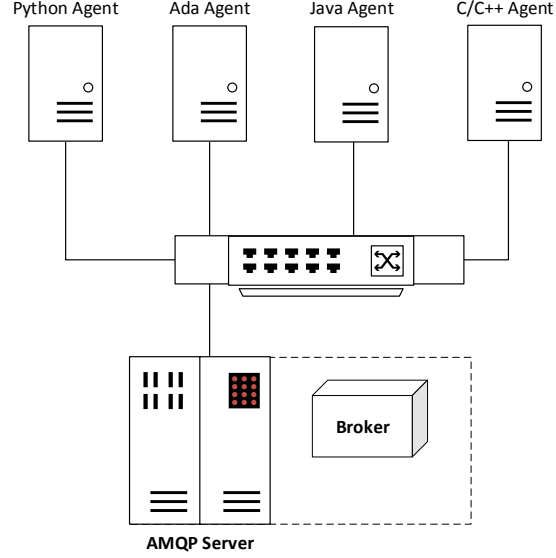 Python Agent
Ada Agent
Java Agent
C/C++ Agent
Broker
AMQP Server